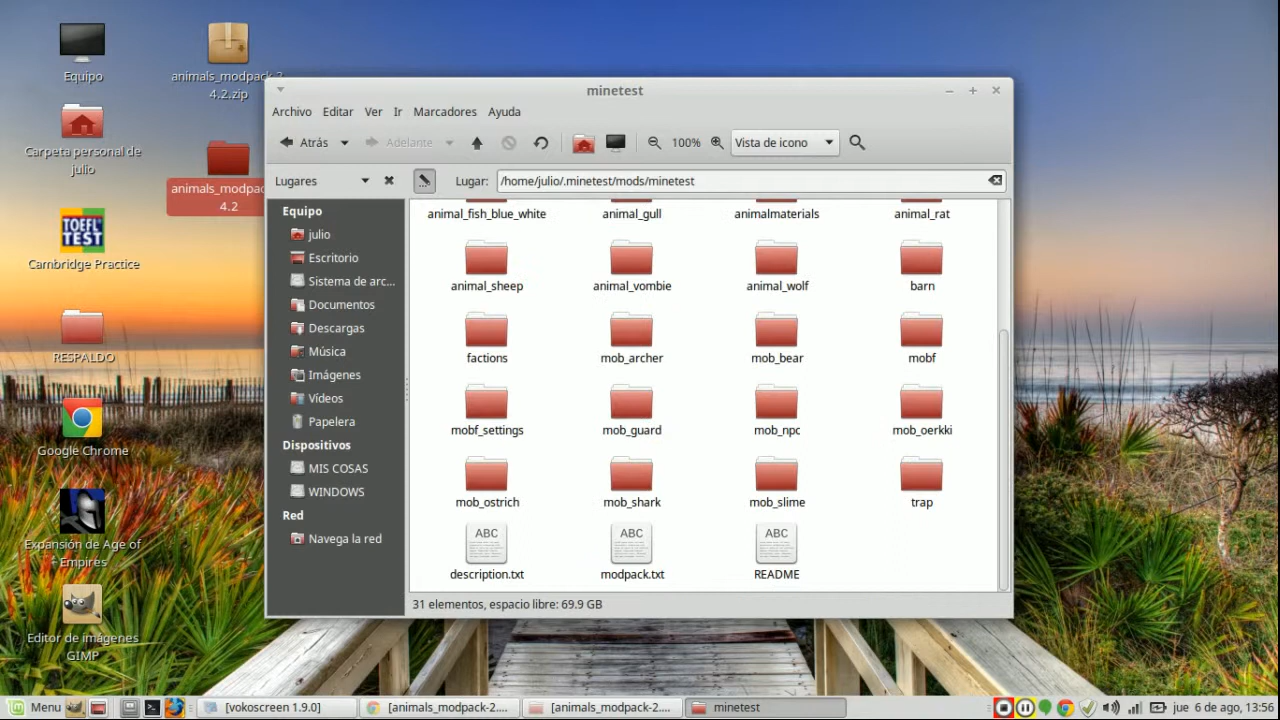 Equipo
animals_modpack-2.
4.2.zip
Carpeta personal de
julio
animals_modpack
4.2
TOEFL
TEST
Cambridge Practice
RESPALDO
Google Chrome
Expansión de Age of
Empires
Editor de imágenes
GIMP
minetest
Archivo Editar Ver Ir Marcadores Ayuda
Atrás Adelante 100% Vista de icono
Lugares Lugar: /home/julio/.minetest/mods/minetest
Equipo
julio
Escritorio
Sistema de arc...
Documentos
Descargas
Música
Imágenes
Vídeos
Papelera
Dispositivos
MIS COSAS
WINDOWS
Red
Navega la red
animal_fish_blue_white animal_gull animalmaterials animal_rat
animal_sheep animal_vombie animal_wolf barn
factions mob_archer mob_bear mobf
mobf_settings mob_guard mob_npc mob_oerkki
mob_ostrich mob_shark mob_slime trap
ABC ABC ABC
description.txt modpack.txt README
31 elementos, espacio libre: 69.9 GB
Menu [vokoscreen 1.9.0] [animals_modpack-2.... [animals_modpack-2.... minetest jue 6 de ago, 13:56